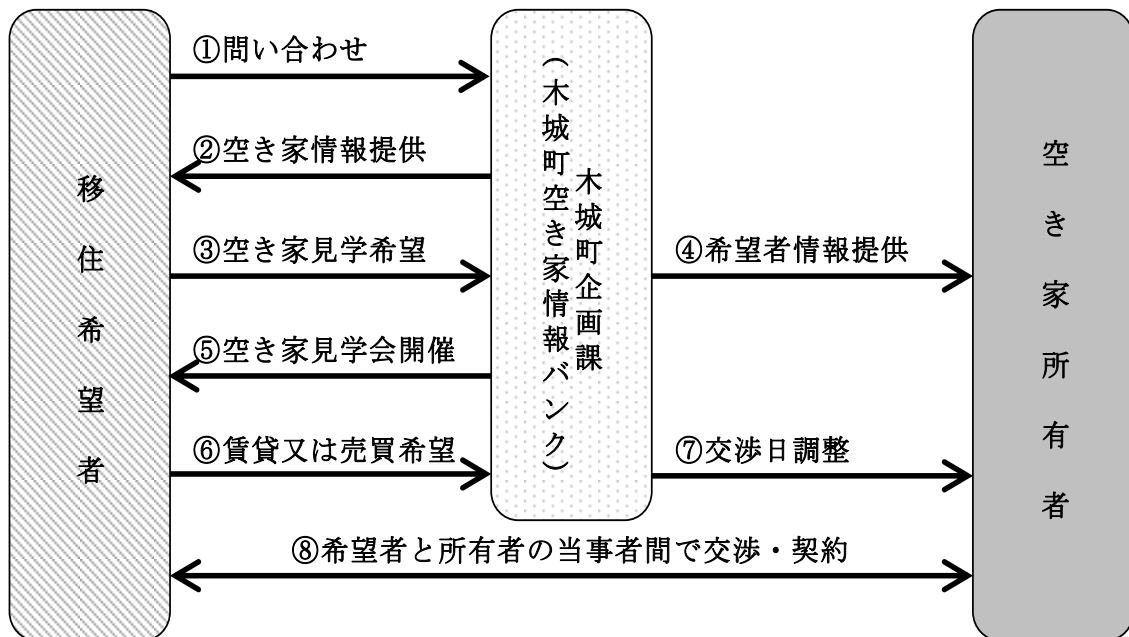 移住希望者
①問い合わせ
②空き家情報提供
③空き家見学希望
⑤空き家見学会開催
⑥賃貸又は売買希望
木城町企画課
（木城町空き家情報バンク）
④希望者情報提供
⑦交渉日調整
⑧希望者と所有者の当事者間で交渉・契約
空き家所有者